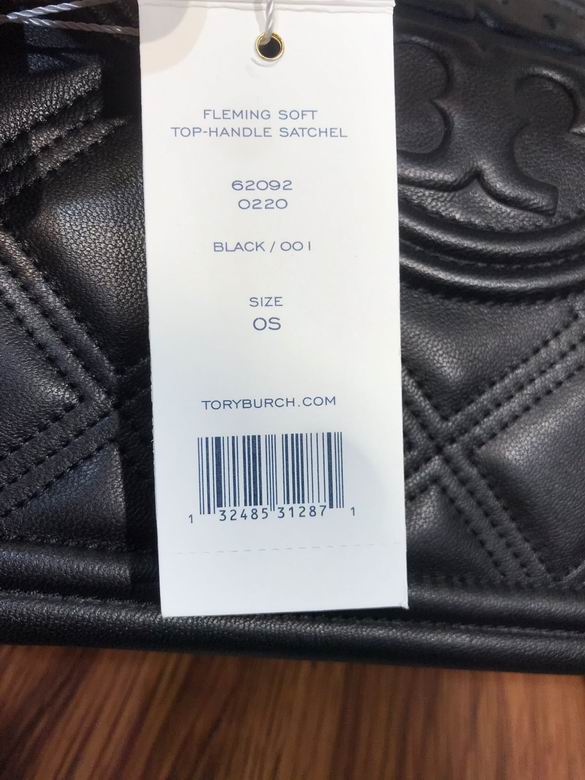 FLEMING SOFT
TOP-HANDLE SATCHEL
62092
0220
BLACK / 001
SIZE
OS
TORYBURCH.COM
1 32485 31287 1